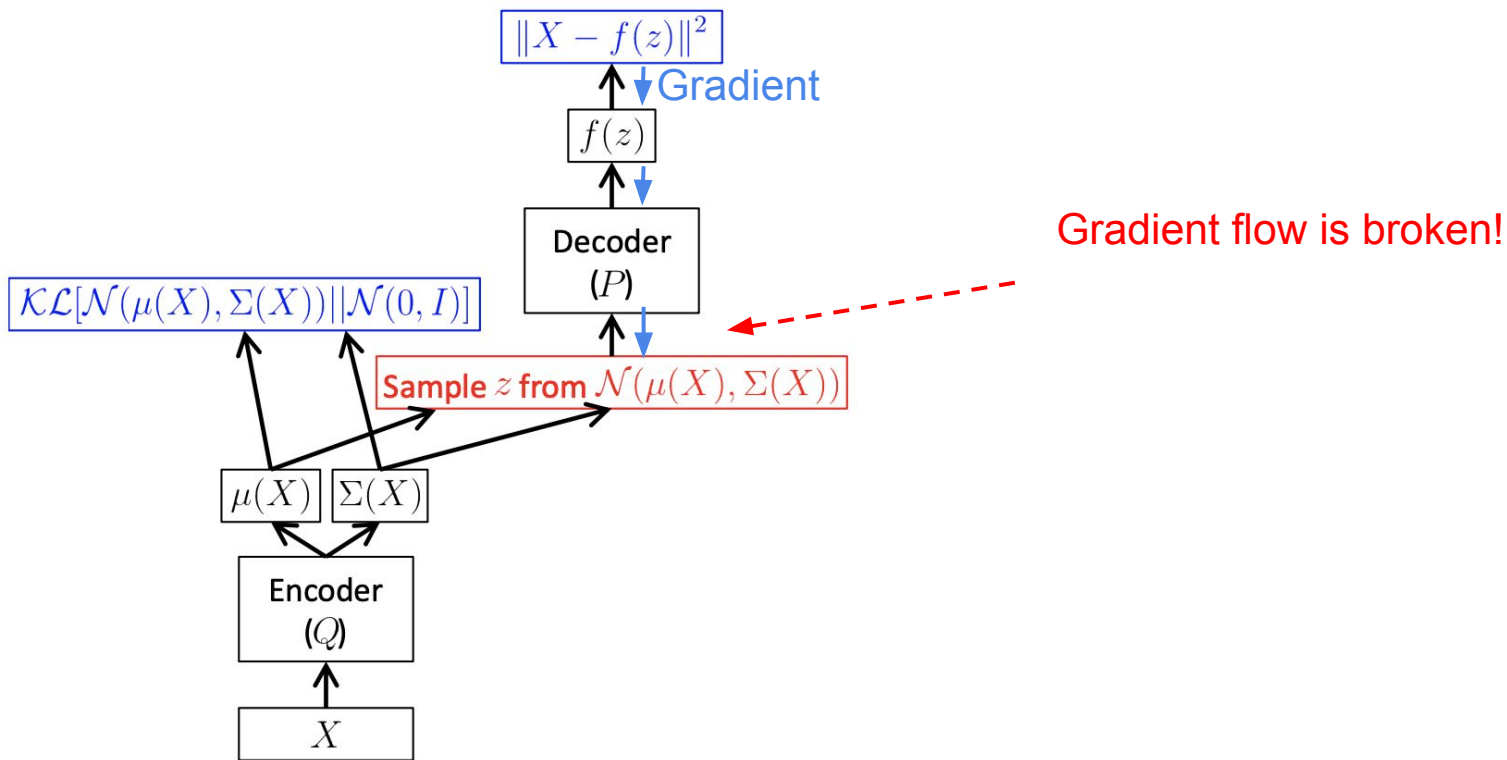 ‖X − f(z)‖²
Gradient
f(z)
Gradient flow is broken!
Decoder
(P)
𝒦ℒ[𝒩(μ(X), Σ(X))||𝒩(0, I)]
Sample z from 𝒩(μ(X), Σ(X))
μ(X) Σ(X)
Encoder
(Q)
X